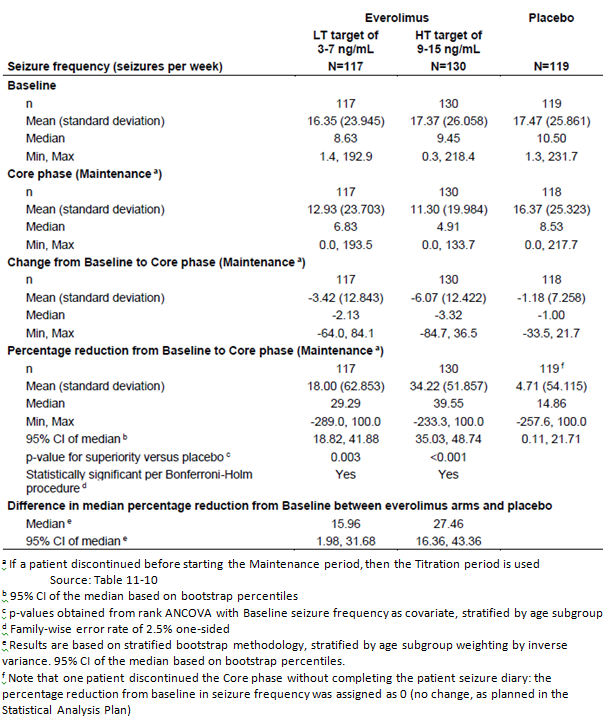 Everolimus Placebo
LT target of HT target of
3-7 ng/mL 9-15 ng/mL
Seizure frequency (seizures per week) N=117 N=130 N=119
Baseline
n 117 130 119
Mean (standard deviation) 16.35 (23.945) 17.37 (26.058) 17.47 (25.861)
Median 8.63 9.45 10.50
Min, Max 1.4, 192.9 0.3, 218.4 1.3, 231.7
Core phase (Maintenance a)
n 117 130 118
Mean (standard deviation) 12.93 (23.703) 11.30 (19.984) 16.37 (25.323)
Median 6.83 4.91 8.53
Min, Max 0.0, 193.5 0.0, 133.7 0.0, 217.7
Change from Baseline to Core phase (Maintenance a)
n 117 130 118
Mean (standard deviation) -3.42 (12.843) -6.07 (12.422) -1.18 (7.258)
Median -2.13 -3.32 -1.00
Min, Max -64.0, 84.1 -84.7, 36.5 -33.5, 21.7
Percentage reduction from Baseline to Core phase (Maintenance a)
n 117 130 119 f
Mean (standard deviation) 18.00 (62.853) 34.22 (51.857) 4.71 (54.115)
Median 29.29 39.55 14.86
Min, Max -289.0, 100.0 -233.3, 100.0 -257.6, 100.0
95% CI of median b 18.82, 41.88 35.03, 48.74 0.11, 21.71
p-value for superiority versus placebo c 0.003 <0.001
Statistically significant per Bonferroni-Holm Yes Yes
procedure d
Difference in median percentage reduction from Baseline between everolimus arms and placebo
Median e 15.96 27.46
95% CI of median e 1.98, 31.68 16.36, 43.36
a If a patient discontinued before starting the Maintenance period, then the Titration period is used
Source: Table 11-10
b 95% CI of the median based on bootstrap percentiles
c p-values obtained from rank ANCOVA with Baseline seizure frequency as covariate, stratified by age subgroup
d Family-wise error rate of 2.5% one-sided
e Results are based on stratified bootstrap methodology, stratified by age subgroup weighting by inverse
variance. 95% CI of the median based on bootstrap percentiles.
f Note that one patient discontinued the Core phase without completing the patient seizure diary: the
percentage reduction from baseline in seizure frequency was assigned as 0 (no change, as planned in the
Statistical Analysis Plan)